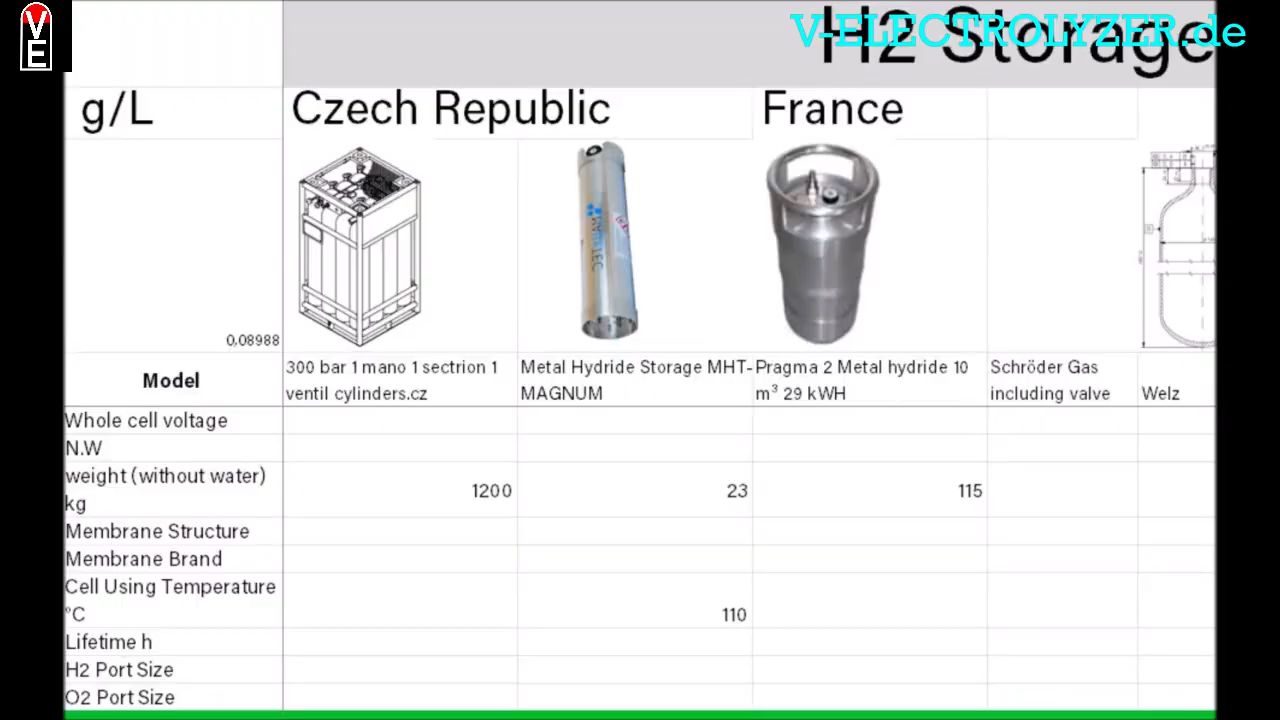 V
E
H2 Storage
V-ELECTROLYZER.de
g/L
Czech Republic
France
0,08988
Model
300 bar 1 mano 1 sectrion 1
ventil cylinders.cz
Metal Hydride Storage MHT-
MAGNUM
Pragma 2 Metal hydride 10
m³ 29 kWH
Schröder Gas
including valve
Welz
Whole cell voltage
N.W
weight (without water)
kg
1200
23
115
Membrane Structure
Membrane Brand
Cell Using Temperature
°C
110
Lifetime h
H2 Port Size
O2 Port Size